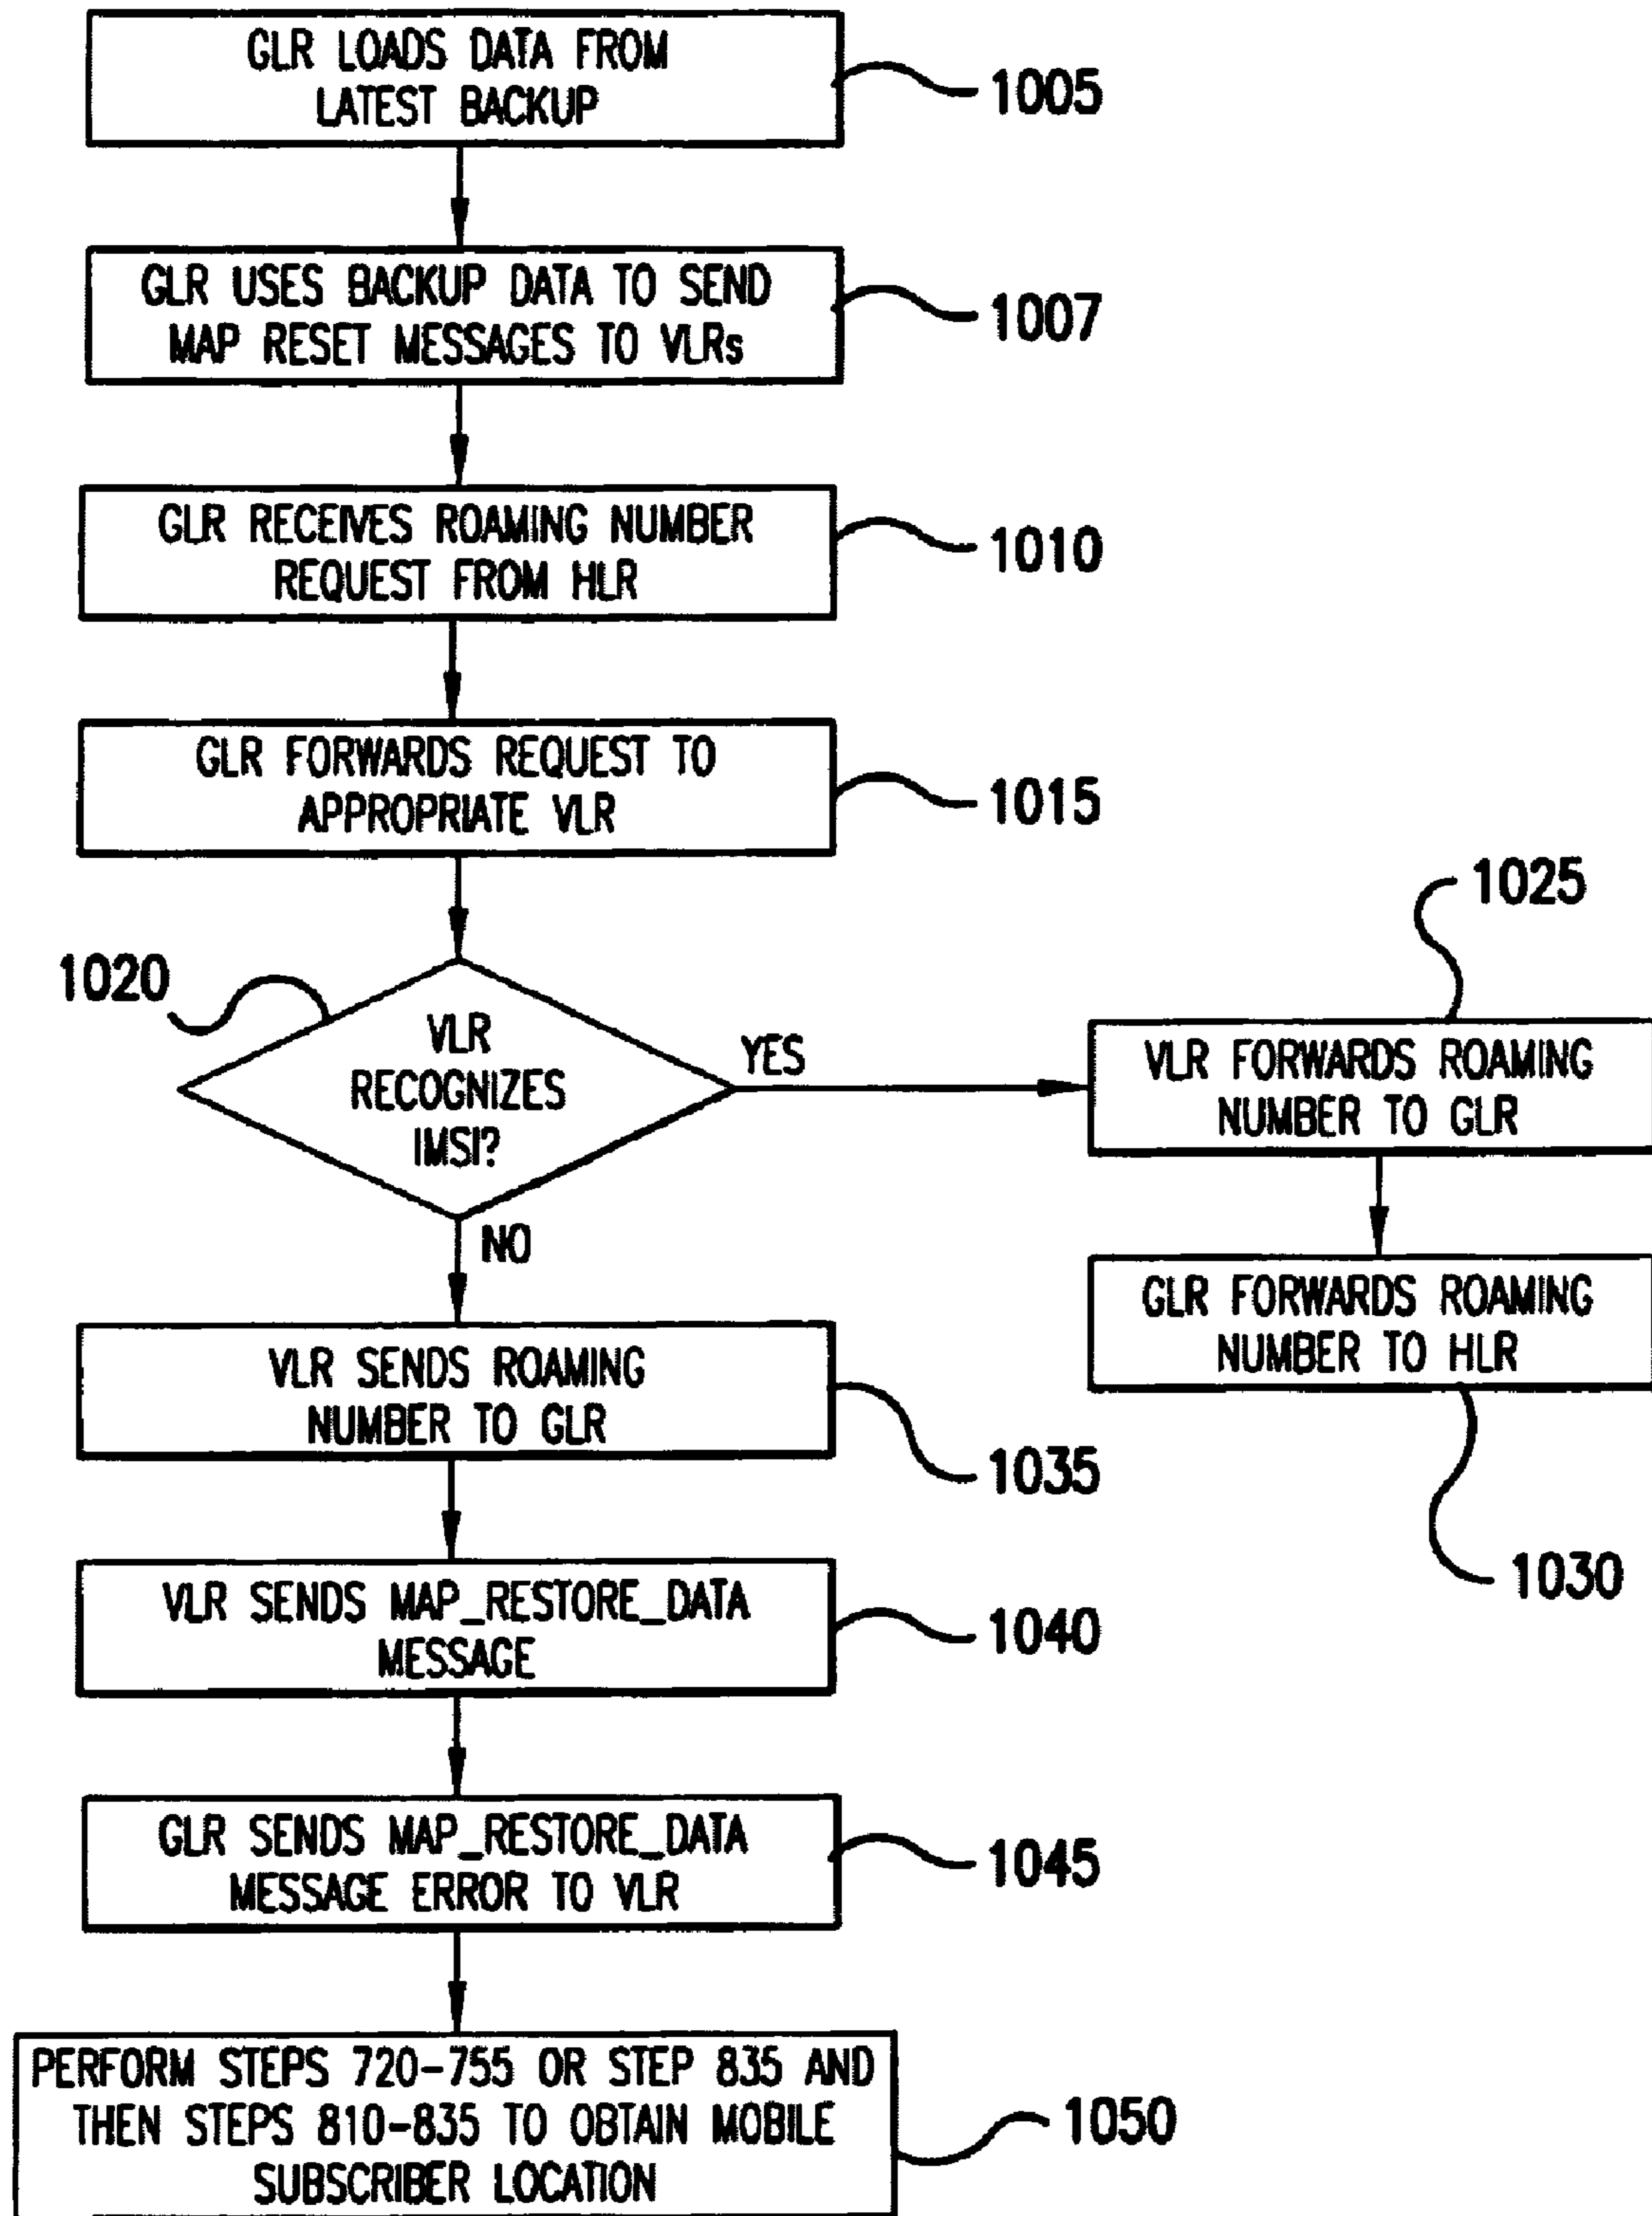 GLR LOADS DATA FROM
LATEST BACKUP
1005
GLR USES BACKUP DATA TO SEND
MAP RESET MESSAGES TO VLRs
1007
GLR RECEIVES ROAMING NUMBER
REQUEST FROM HLR
1010
GLR FORWARDS REQUEST TO
APPROPRIATE VLR
1015
1020
VLR
RECOGNIZES
IMSI?
YES
NO
1025
VLR FORWARDS ROAMING
NUMBER TO GLR
GLR FORWARDS ROAMING
NUMBER TO HLR
1030
VLR SENDS ROAMING
NUMBER TO GLR
1035
VLR SENDS MAP_RESTORE_DATA
MESSAGE
1040
GLR SENDS MAP_RESTORE_DATA
MESSAGE ERROR TO VLR
1045
PERFORM STEPS 720-755 OR STEP 835 AND
THEN STEPS 810-835 TO OBTAIN MOBILE
SUBSCRIBER LOCATION
1050